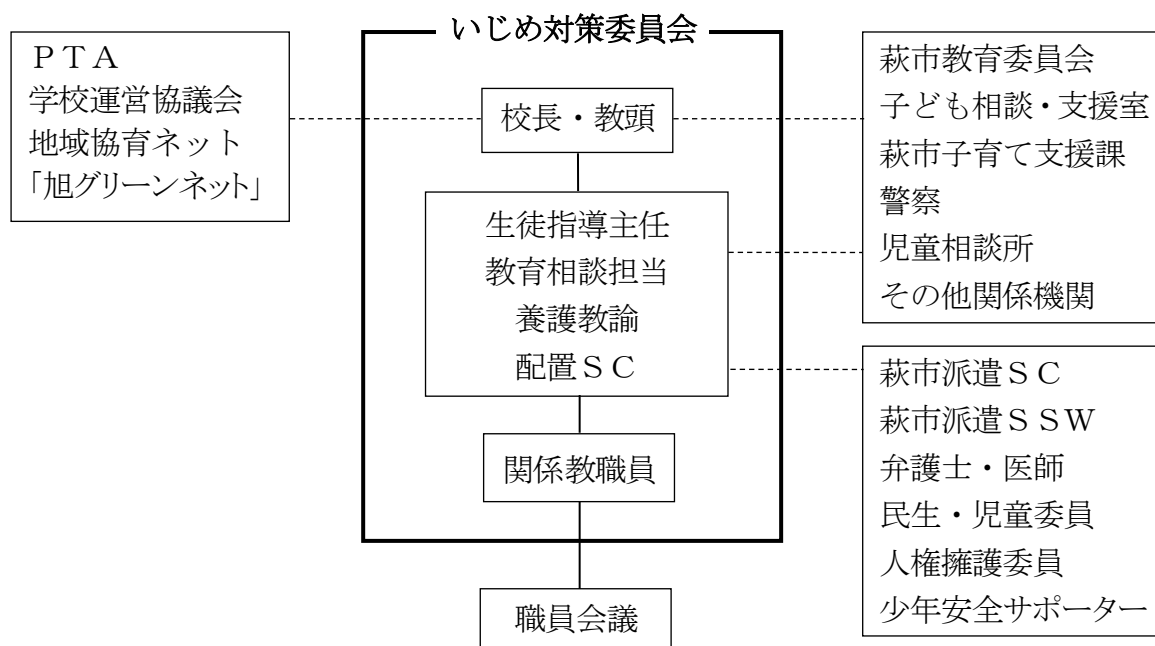 いじめ対策委員会
ＰＴＡ
学校運営協議会
地域協育ネット
「旭グリーンネット」
校長・教頭
生徒指導主任
教育相談担当
養護教諭
配置ＳＣ
関係教職員
職員会議
萩市教育委員会
子ども相談・支援室
萩市子育て支援課
警察
児童相談所
その他関係機関
萩市派遣ＳＣ
萩市派遣ＳＳＷ
弁護士・医師
民生・児童委員
人権擁護委員
少年安全サポーター